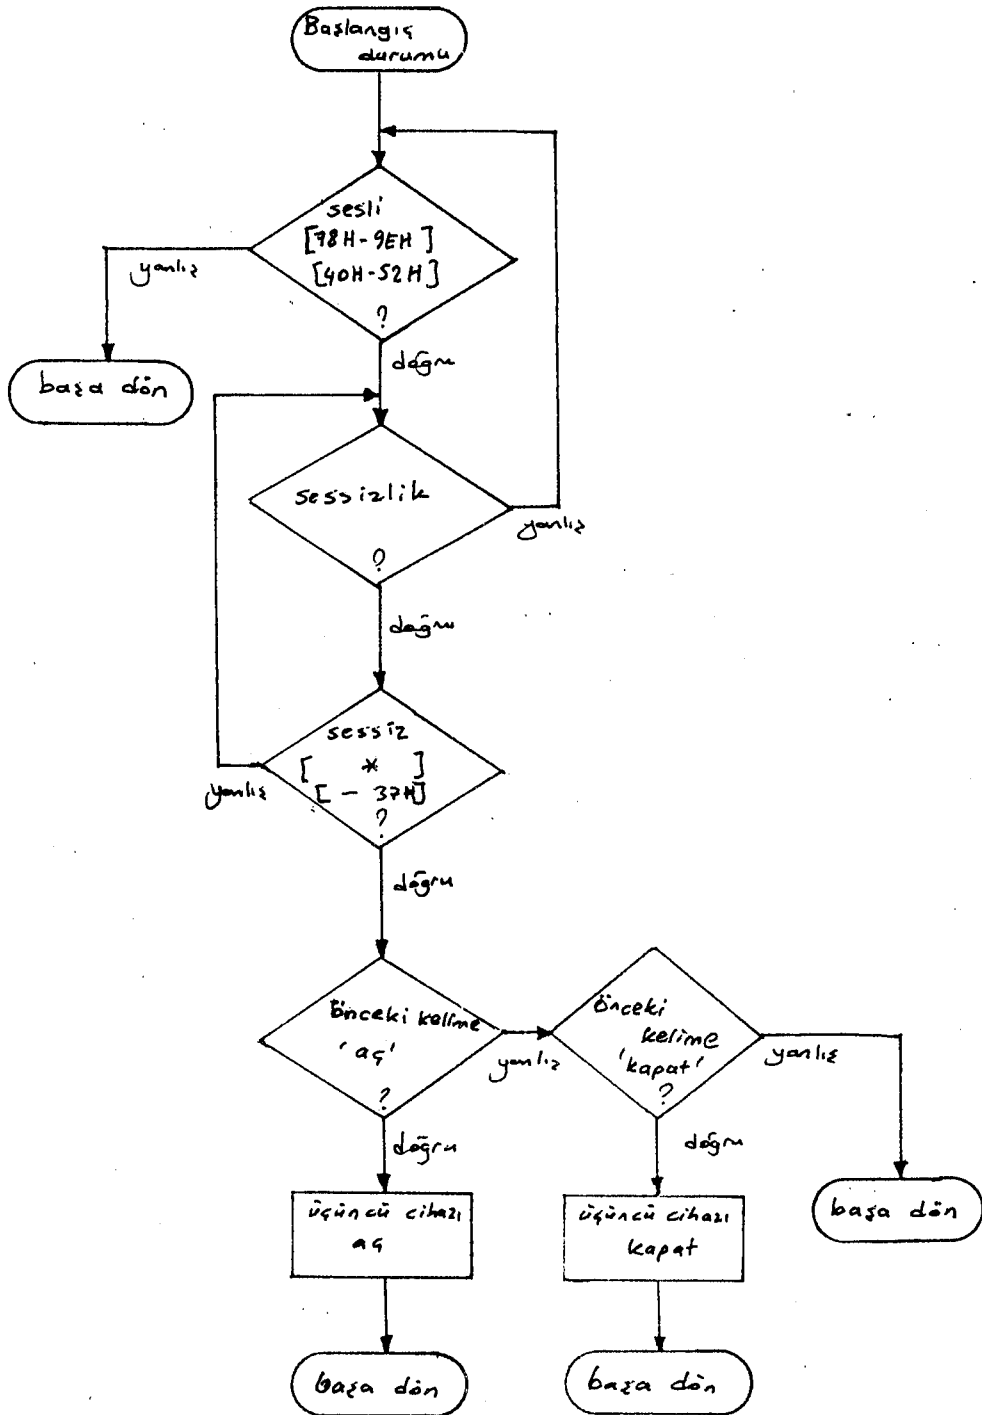 Başlangıç
durumu
sesli
[78H-9EH]
[40H-52H]
?
yanlış
doğru
başa dön
sessizlik
?
yanlış
doğru
sessiz
[ * ]
[ - 37H]
?
yanlış
doğru
önceki kelime
'aç'
?
yanlış
önceki
kelime
'kapat'
?
yanlış
doğru
doğru
üçüncü cihazı
aç
üçüncü cihazı
kapat
başa dön
başa dön
başa dön